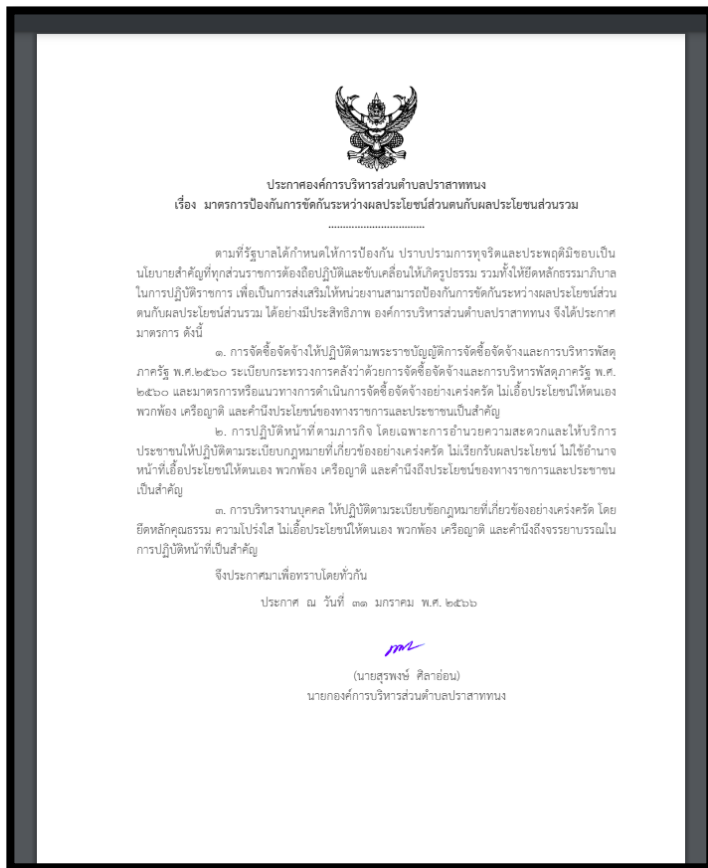 ประกาศองค์การบริหารส่วนตำบลปราสาททนง
เรื่อง มาตรการป้องกันการขัดกันระหว่างผลประโยชน์ส่วนตนกับผลประโยชนส่วนรวม
................................
ตามที่รัฐบาลได้กำหนดให้การป้องกัน ปราบปรามการทุจริตและประพฤติมิชอบเป็น
นโยบายสำคัญที่ทุกส่วนราชการต้องถือปฏิบัติและขับเคลื่อนให้เกิดรูปธรรม รวมทั้งให้ยึดหลักธรรมาภิบาล
ในการปฏิบัติราชการ เพื่อเป็นการส่งเสริมให้หน่วยงานสามารถป้องกันการขัดกันระหว่างผลประโยชน์ส่วน
ตนกับผลประโยชน์ส่วนรวม ได้อย่างมีประสิทธิภาพ องค์การบริหารส่วนตำบลปราสาททนง จึงได้ประกาศ
มาตรการ ดังนี้
๑. การจัดซื้อจัดจ้างให้ปฏิบัติตามพระราชบัญญัติการจัดซื้อจัดจ้างและการบริหารพัสดุ
ภาครัฐ พ.ศ.๒๕๖๐ ระเบียบกระทรวงการคลังว่าด้วยการจัดซื้อจัดจ้างและการบริหารพัสดุภาครัฐ พ.ศ.
๒๕๖๐ และมาตรการหรือแนวทางการดำเนินการจัดซื้อจัดจ้างอย่างเคร่งครัด ไม่เอื้อประโยชน์ให้ตนเอง
พวกพ้อง เครือญาติ และคำนึงประโยชน์ของทางราชการและประชาชนเป็นสำคัญ
๒. การปฏิบัติหน้าที่ตามภารกิจ โดยเฉพาะการอำนวยความสะดวกและให้บริการ
ประชาชนให้ปฏิบัติตามระเบียบกฎหมายที่เกี่ยวข้องอย่างเคร่งครัด ไม่เรียกรับผลประโยชน์ ไม่ใช้อำนาจ
หน้าที่เอื้อประโยชน์ให้ตนเอง พวกพ้อง เครือญาติ และคำนึงถึงประโยชน์ของทางราชการและประชาชน
เป็นสำคัญ
๓. การบริหารงานบุคคล ให้ปฏิบัติตามระเบียบข้อกฎหมายที่เกี่ยวข้องอย่างเคร่งครัด โดย
ยึดหลักคุณธรรม ความโปร่งใส ไม่เอื้อประโยชน์ให้ตนเอง พวกพ้อง เครือญาติ และคำนึงถึงจรรยาบรรณใน
การปฏิบัติหน้าที่เป็นสำคัญ
จึงประกาศมาเพื่อทราบโดยทั่วกัน
ประกาศ ณ วันที่ ๓๑ มกราคม พ.ศ. ๒๕๖๖
(นายสุรพงษ์ ศิลาอ่อน)
นายกองค์การบริหารส่วนตำบลปราสาททนง